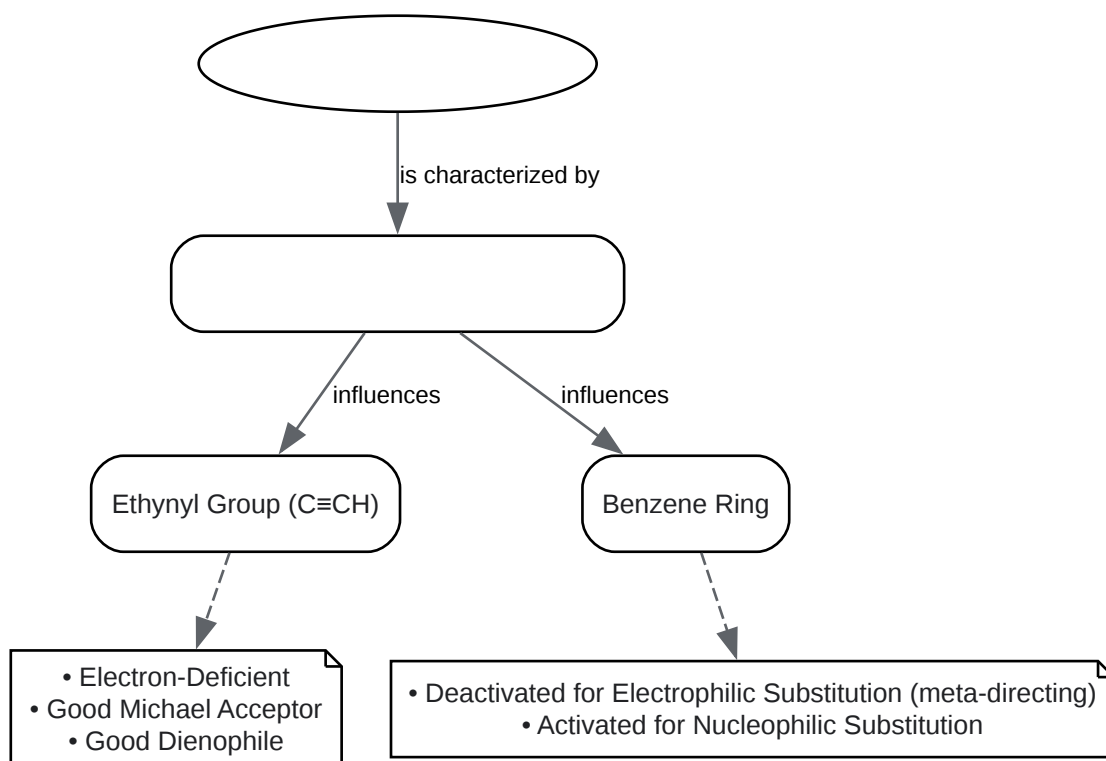 is characterized by
influences
influences
Ethynyl Group (C≡CH)
Benzene Ring
• Electron-Deficient
• Good Michael Acceptor
• Good Dienophile
• Deactivated for Electrophilic Substitution (meta-directing)
• Activated for Nucleophilic Substitution